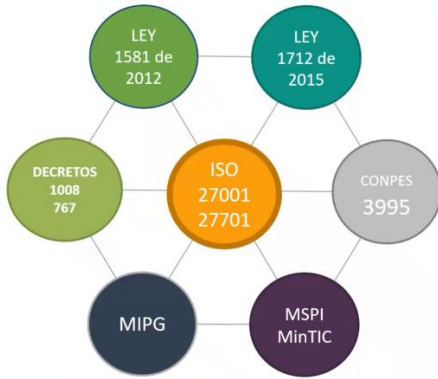 LEY
1581 de
2012
LEY
1712 de
2015
DECRETOS
1008
767
ISO
27001
27701
CONPES
3995
MIPG
MSPI
MinTIC